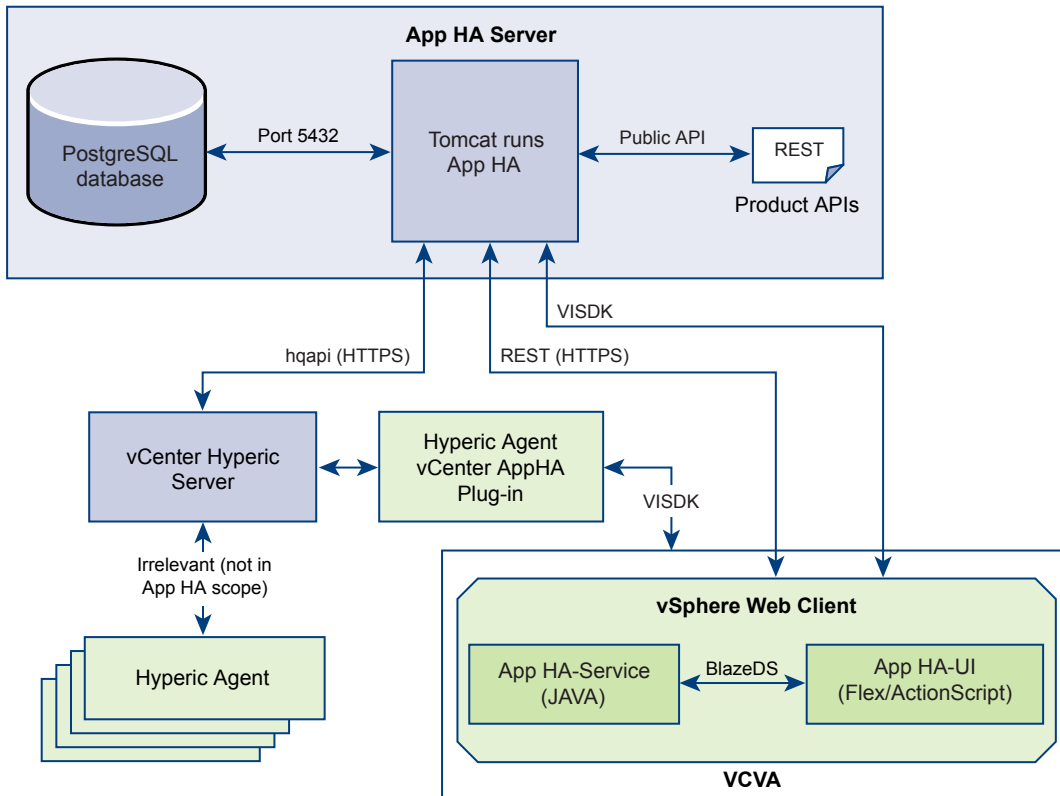 App HA Server
PostgreSQL
database
Port 5432
Tomcat runs
App HA
Public API
REST
Product APIs
hqapi (HTTPS)
REST (HTTPS)
VISDK
vCenter Hyperic
Server
Hyperic Agent
vCenter AppHA
Plug-in
VISDK
Irrelevant (not in
App HA scope)
Hyperic Agent
vSphere Web Client
App HA-Service
(JAVA)
BlazeDS
App HA-UI
(Flex/ActionScript)
VCVA